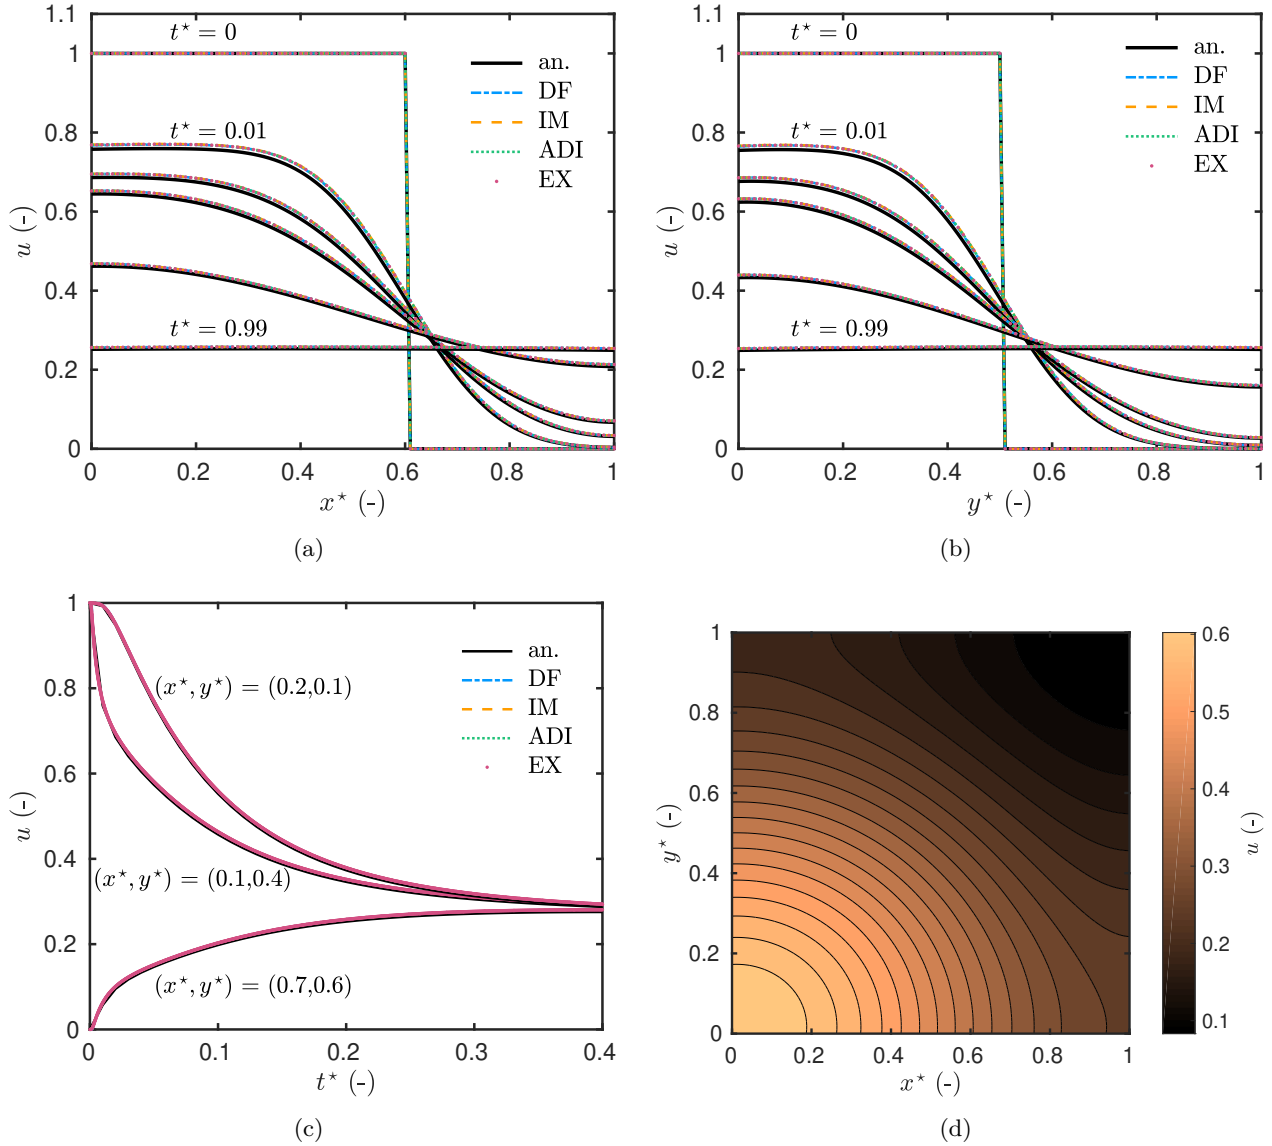 1.1
1
0.8
0.6
0.4
0.2
0
u (-)
t⋆ = 0
t⋆ = 0.01
t⋆ = 0.99
an.
DF
IM
ADI
EX
0 0.2 0.4 0.6 0.8 1
x⋆ (-)
(a)
1.1
1
0.8
0.6
0.4
0.2
0
u (-)
t⋆ = 0
t⋆ = 0.01
t⋆ = 0.99
an.
DF
IM
ADI
EX
0 0.2 0.4 0.6 0.8 1
y⋆ (-)
(b)
1
0.8
0.6
0.4
0.2
0
u (-)
an.
DF
IM
ADI
EX
(x⋆, y⋆) = (0.2,0.1)
(x⋆, y⋆) = (0.1,0.4)
(x⋆, y⋆) = (0.7,0.6)
0 0.1 0.2 0.3 0.4
t⋆ (-)
(c)
1
0.8
0.6
0.4
0.2
0
y⋆ (-)
0 0.2 0.4 0.6 0.8 1
x⋆ (-)
0.6
0.5
0.4
0.3
0.2
0.1
u (-)
(d)